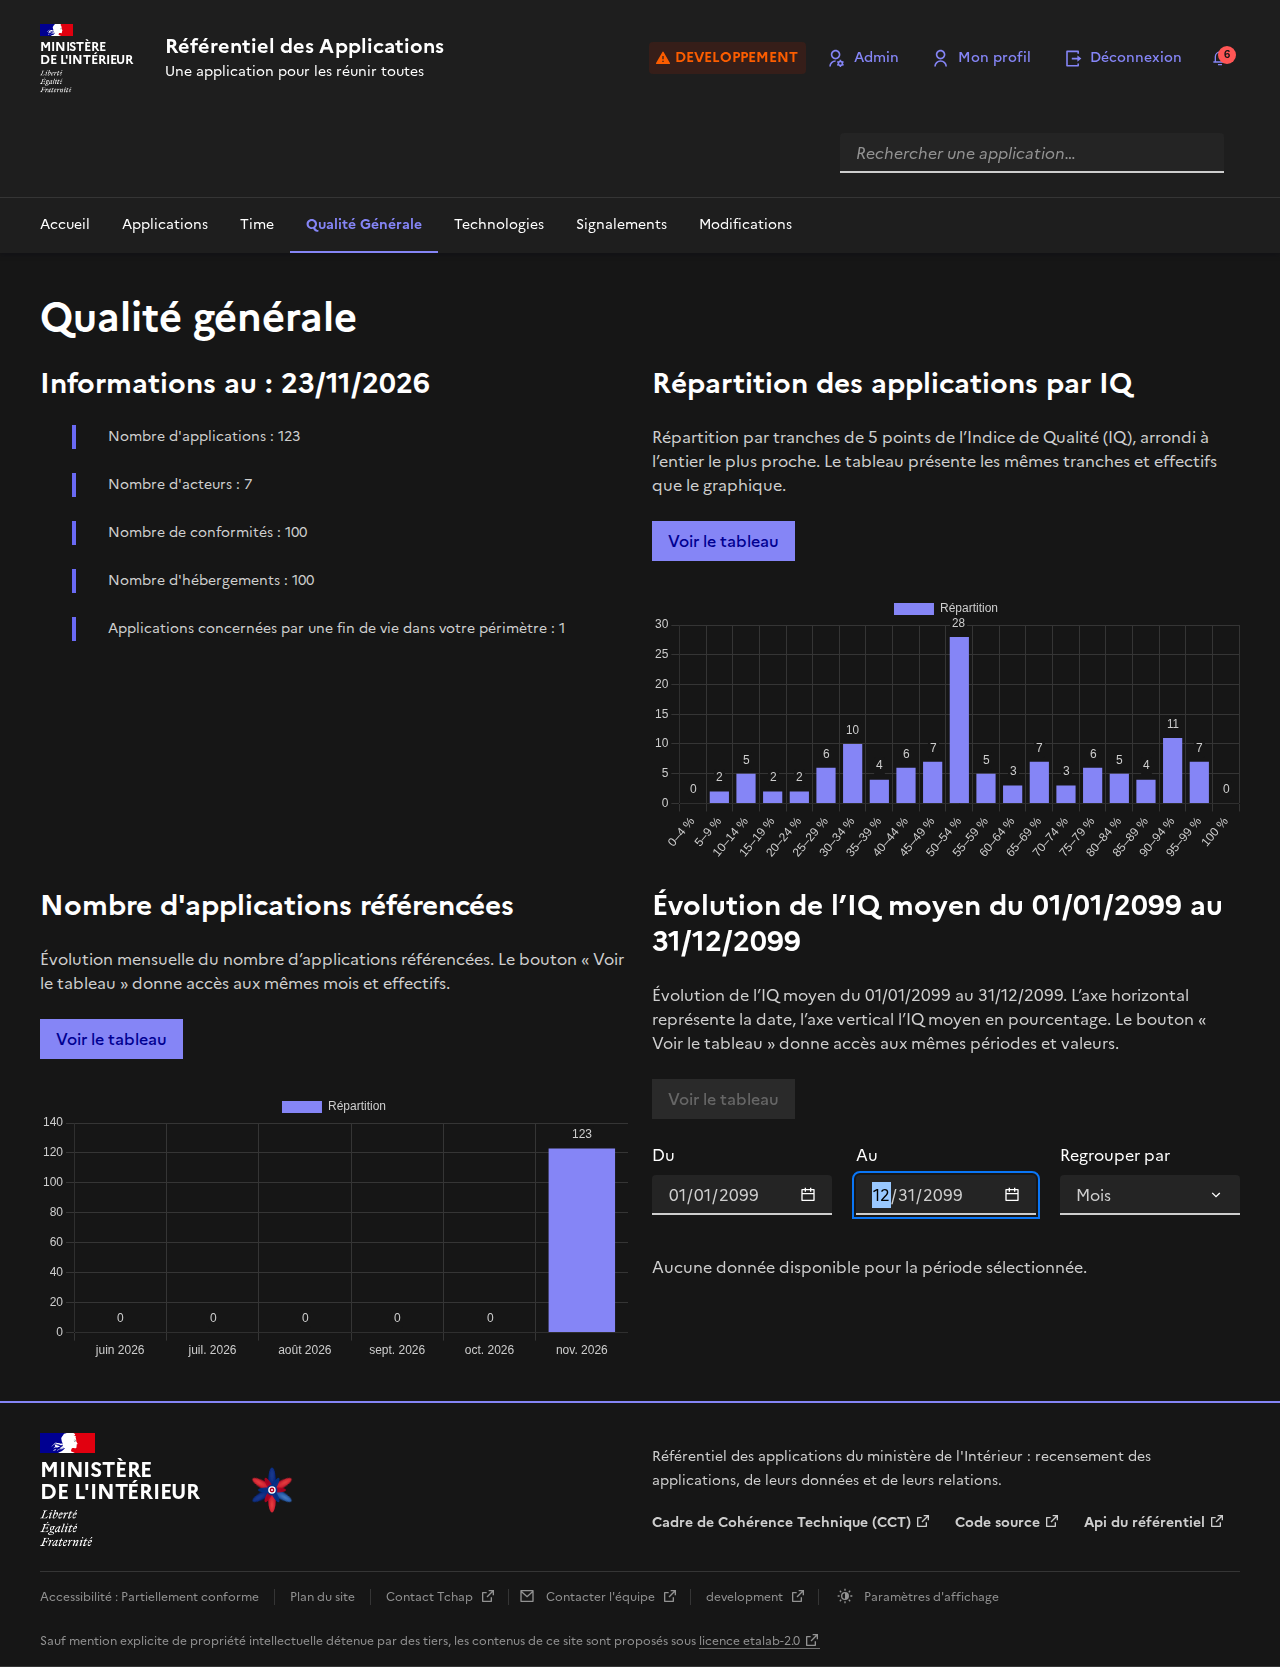 MINISTÈRE
DE L'INTÉRIEUR
Liberté
Égalité
Fraternité
Référentiel des Applications
Une application pour les réunir toutes
DEVELOPPEMENT
Admin
Mon profil
Déconnexion
6
Rechercher une application…
Accueil
Applications
Time
Qualité Générale
Technologies
Signalements
Modifications
Qualité générale
Informations au : 23/11/2026
Nombre d'applications : 123
Nombre d'acteurs : 7
Nombre de conformités : 100
Nombre d'hébergements : 100
Applications concernées par une fin de vie dans votre périmètre : 1
Répartition des applications par IQ
Répartition par tranches de 5 points de l’Indice de Qualité (IQ), arrondi à
l’entier le plus proche. Le tableau présente les mêmes tranches et effectifs
que le graphique.
Voir le tableau
Répartition
30
25
20
15
10
5
0
0 2 5 2 2 6 10 4 6 7 28 5 3 7 3 6 5 4 11 7 0
0–4 % 5–9 % 10–14 % 15–19 % 20–24 % 25–29 % 30–34 % 35–39 % 40–44 % 45–49 % 50–54 % 55–59 % 60–64 % 65–69 % 70–74 % 75–79 % 80–84 % 85–89 % 90–94 % 95–99 % 100 %
Nombre d'applications référencées
Évolution mensuelle du nombre d’applications référencées. Le bouton « Voir
le tableau » donne accès aux mêmes mois et effectifs.
Voir le tableau
Répartition
140
120
100
80
60
40
20
0
0 0 0 0 0 123
juin 2026 juil. 2026 août 2026 sept. 2026 oct. 2026 nov. 2026
Évolution de l’IQ moyen du 01/01/2099 au
31/12/2099
Évolution de l’IQ moyen du 01/01/2099 au 31/12/2099. L’axe horizontal
représente la date, l’axe vertical l’IQ moyen en pourcentage. Le bouton «
Voir le tableau » donne accès aux mêmes périodes et valeurs.
Voir le tableau
Du
01/01/2099
Au
12/31/2099
Regrouper par
Mois
Aucune donnée disponible pour la période sélectionnée.
MINISTÈRE
DE L'INTÉRIEUR
Liberté
Égalité
Fraternité
Référentiel des applications du ministère de l'Intérieur : recensement des
applications, de leurs données et de leurs relations.
Cadre de Cohérence Technique (CCT)
Code source
Api du référentiel
Accessibilité : Partiellement conforme
Plan du site
Contact Tchap
Contacter l'équipe
development
Paramètres d'affichage
Sauf mention explicite de propriété intellectuelle détenue par des tiers, les contenus de ce site sont proposés sous licence etalab-2.0